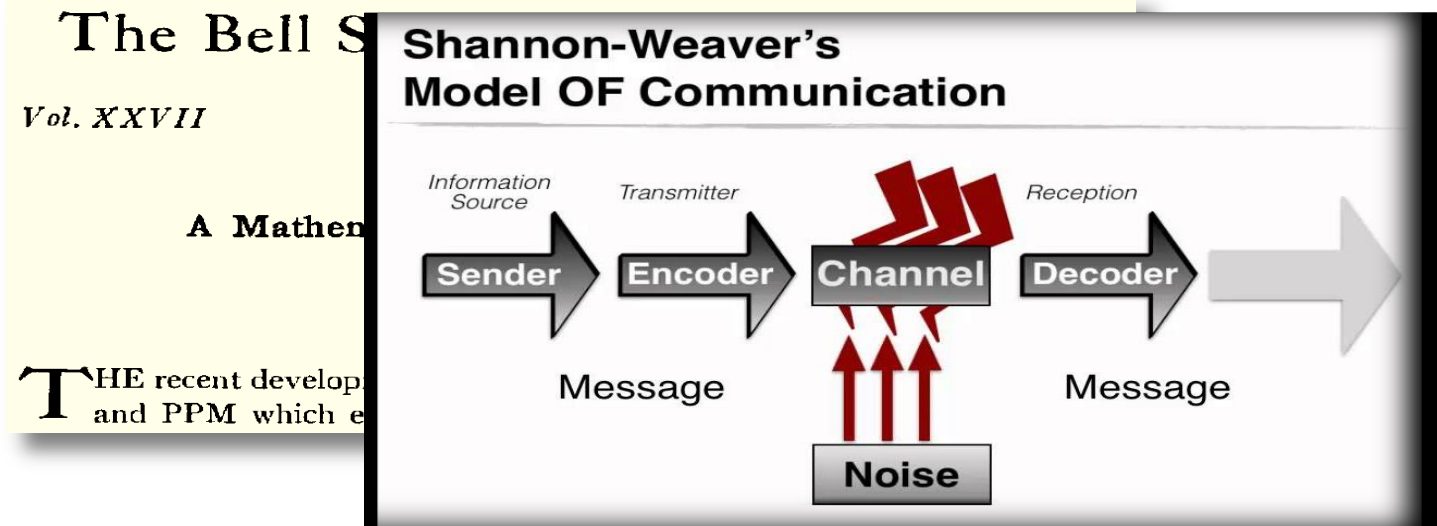 The Bell S
Vol. XXVII
A Mathem
THE recent develop
and PPM which e
Shannon-Weaver's
Model OF Communication
Information
Source
Transmitter
Reception
Sender
Encoder
Channel
Decoder
Message
Message
Noise